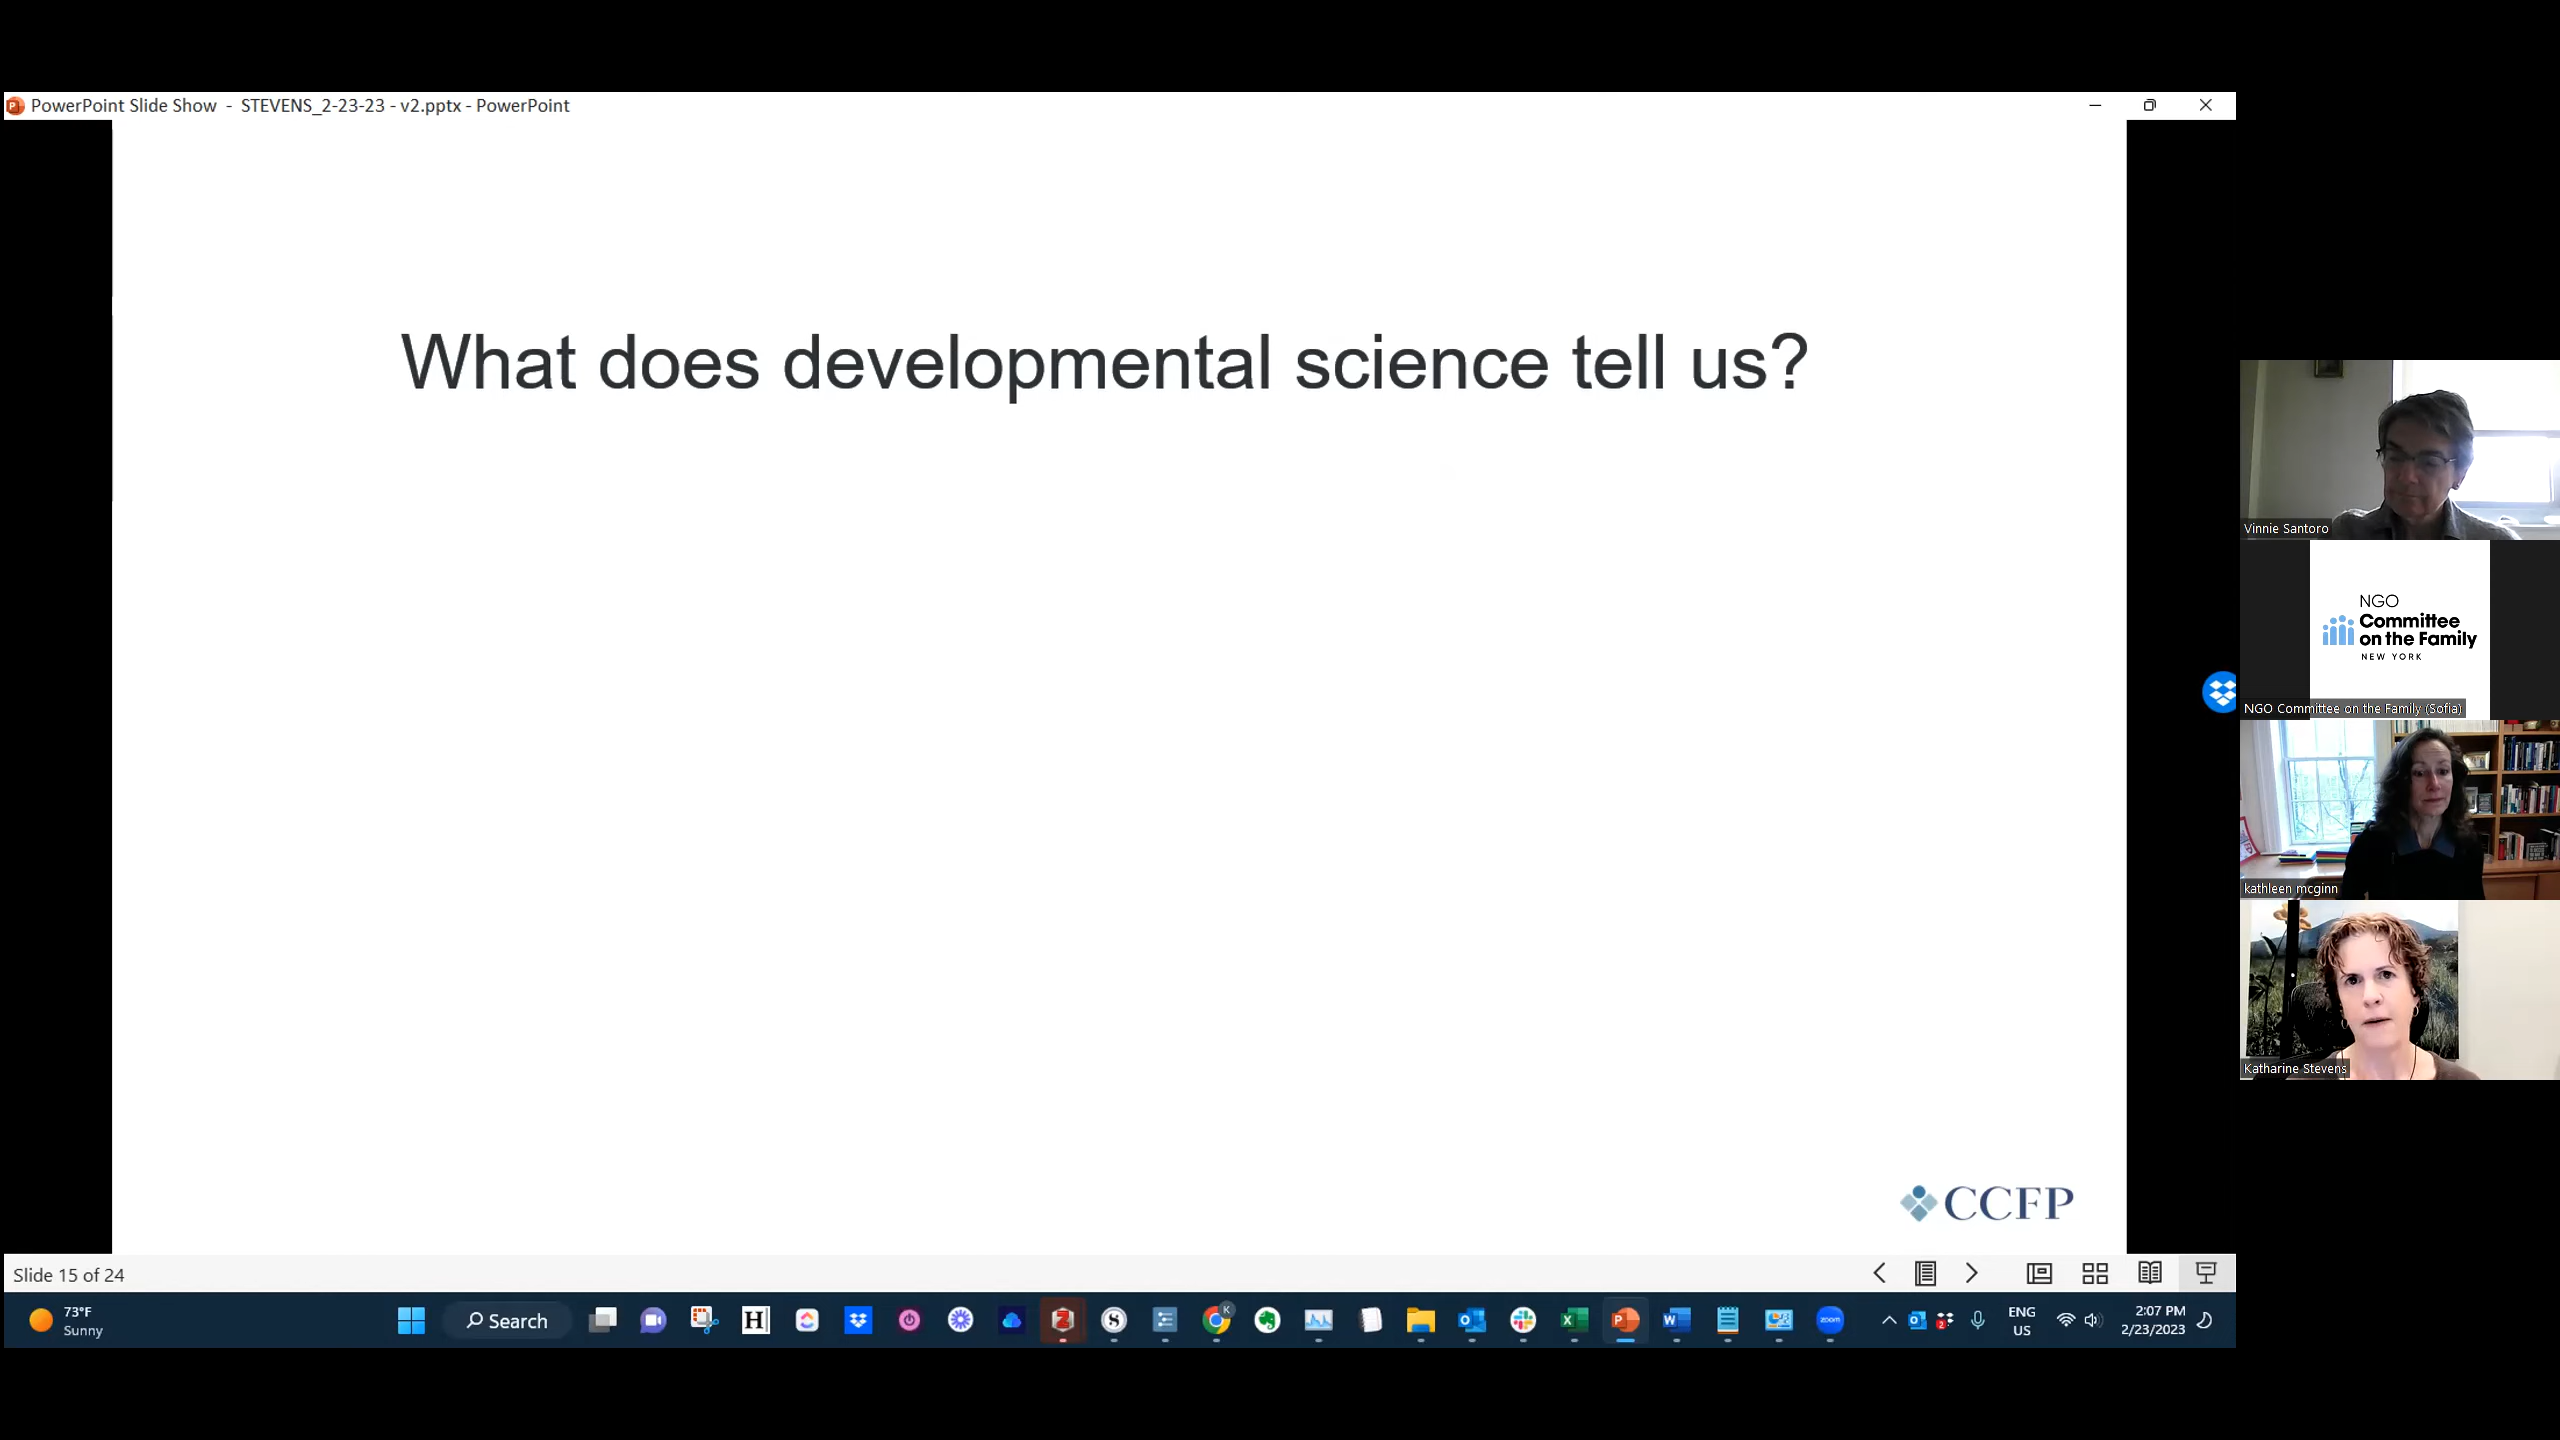 PowerPoint Slide Show - STEVENS_2-23-23 - v2.pptx - PowerPoint
What does developmental science tell us?
Vinnie Santoro
NGO
Committee
on the Family
NEW YORK
NGO Committee on the Family (Sofia)
kathleen mcginn
Katharine Stevens
CCFP
Slide 15 of 24
73°F
Sunny
Search
H
Z
S
K
X
P
W
zoom
2
ENG
US
2:07 PM
2/23/2023